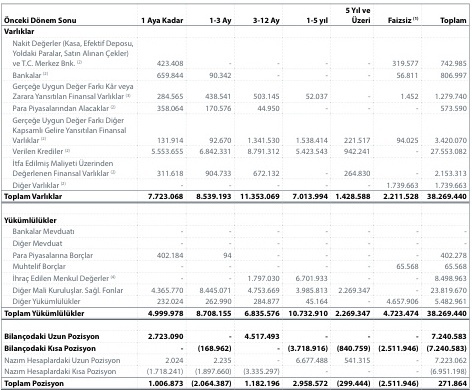 Önceki Dönem Sonu 1 Aya Kadar 1-3 Ay 3-12 Ay 1-5 yıl 5 Yıl ve Üzeri Faizsiz (1) Toplam
Varlıklar
Nakit Değerler (Kasa, Efektif Deposu,
Yoldaki Paralar, Satın Alınan Çekler)
ve T.C. Merkez Bnk. (2) 423.408 - - - - 319.577 742.985
Bankalar (2) 659.844 90.342 - - - 56.811 806.997
Gerçeğe Uygun Değer Farkı Kâr veya
Zarara Yansıtılan Finansal Varlıklar (3) 284.565 438.541 503.145 52.037 - 1.452 1.279.740
Para Piyasalarından Alacaklar (2) 358.064 170.576 44.950 - - - 573.590
Gerçeğe Uygun Değer Farkı Diğer
Kapsamlı Gelire Yansıtılan Finansal
Varlıklar (2) 131.914 92.670 1.341.530 1.538.414 221.517 94.025 3.420.070
Verilen Krediler (2) 5.553.655 6.842.331 8.791.312 5.423.543 942.241 - 27.553.082
İtfa Edilmiş Maliyeti Üzerinden
Değerlenen Finansal Varlıklar (2) 311.618 904.733 672.132 - 264.830 - 2.153.313
Diğer Varlıklar (2) - - - - - 1.739.663 1.739.663
Toplam Varlıklar 7.723.068 8.539.193 11.353.069 7.013.994 1.428.588 2.211.528 38.269.440
Yükümlülükler
Bankalar Mevduatı - - - - - - -
Diğer Mevduat - - - - - - -
Para Piyasalarına Borçlar 402.184 94 - - - - 402.278
Muhtelif Borçlar - - - - - 65.568 65.568
İhraç Edilen Menkul Değerler (4) - - 1.797.030 6.701.933 - - 8.498.963
Diğer Mali Kuruluşlar. Sağl. Fonlar 4.365.770 8.445.071 4.753.669 3.985.813 2.269.347 - 23.819.670
Diğer Yükümlülükler 232.024 262.990 284.877 45.164 - 4.657.906 5.482.961
Toplam Yükümlülükler 4.999.978 8.708.155 6.835.576 10.732.910 2.269.347 4.723.474 38.269.440
Bilançodaki Uzun Pozisyon 2.723.090 - 4.517.493 - - - 7.240.583
Bilançodaki Kısa Pozisyon - (168.962) - (3.718.916) (840.759) (2.511.946) (7.240.583)
Nazım Hesaplardaki Uzun Pozisyon 2.024 2.235 - 6.677.488 541.315 - 7.223.062
Nazım Hesaplardaki Kısa Pozisyon (1.718.241) (1.897.660) (3.335.297) - - - (6.951.198)
Toplam Pozisyon 1.006.873 (2.064.387) 1.182.196 2.958.572 (299.444) (2.511.946) 271.864